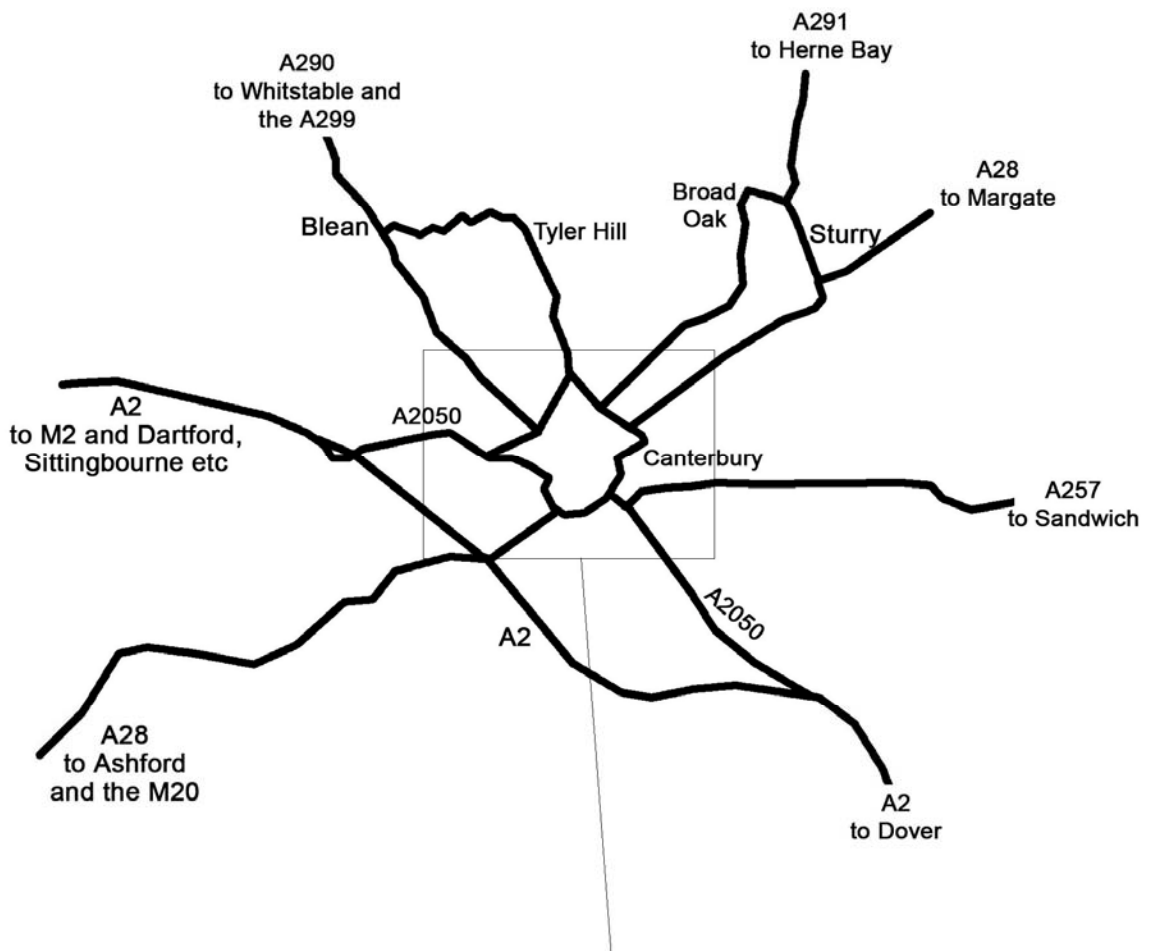 A291
to Herne Bay
A290
to Whitstable and
the A299
A28
to Margate
Broad
Oak
Blean
Tyler Hill
Sturry
A2
to M2 and Dartford,
Sittingbourne etc
A2050
Canterbury
A257
to Sandwich
A2050
A2
A28
to Ashford
and the M20
A2
to Dover